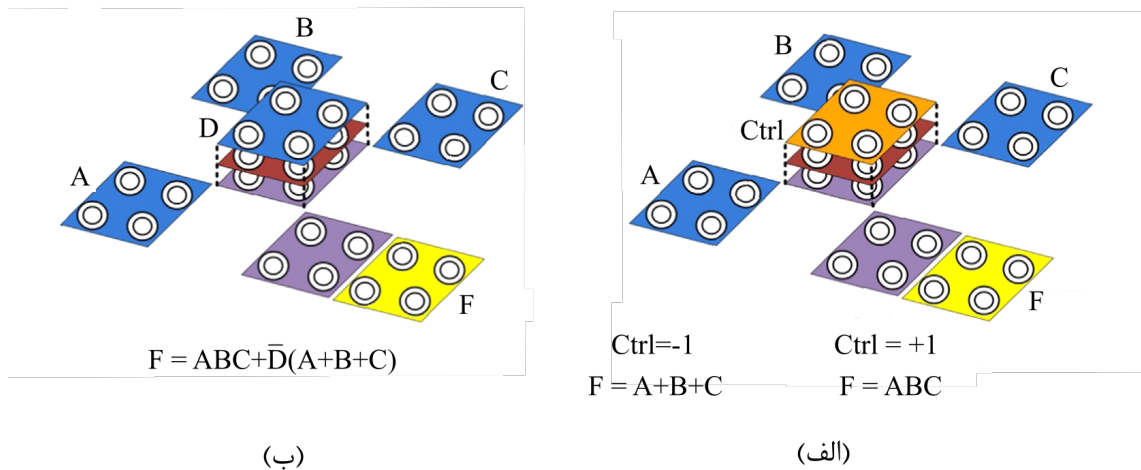 B
C
D
A
F
F = ABC+D̅(A+B+C)
(ب)
B
C
Ctrl
A
F
Ctrl=-1
Ctrl = +1
F = A+B+C
F = ABC
(الف)